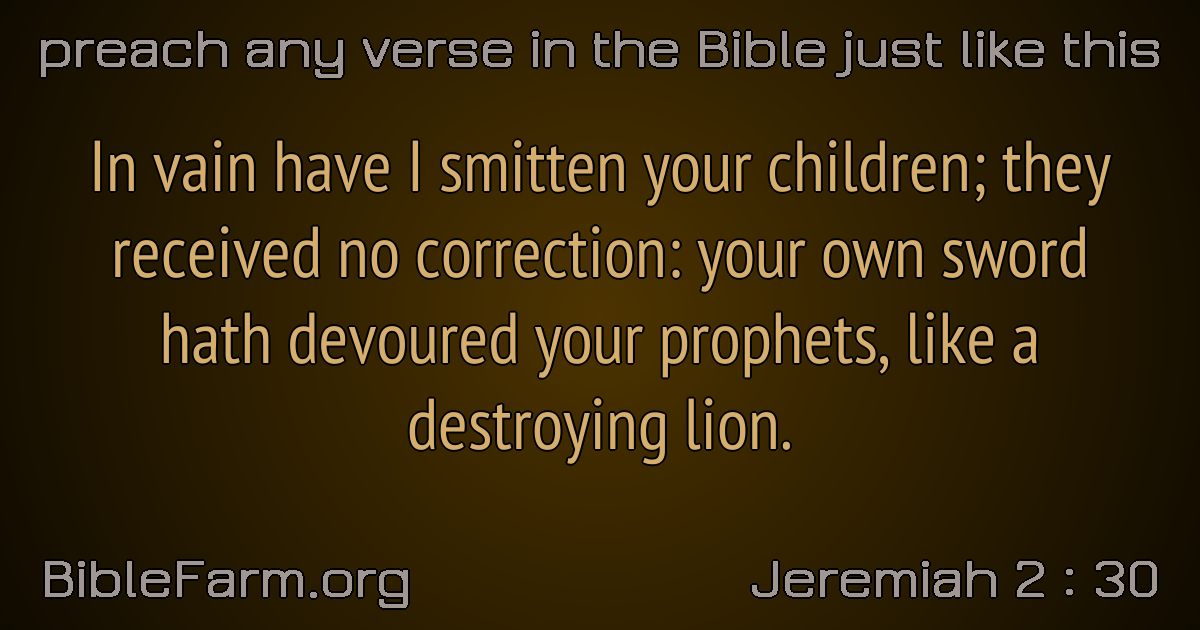 preach any verse in the Bible just like this
In vain have I smitten your children; they
received no correction: your own sword
hath devoured your prophets, like a
destroying lion.
BibleFarm.org
Jeremiah 2 : 30